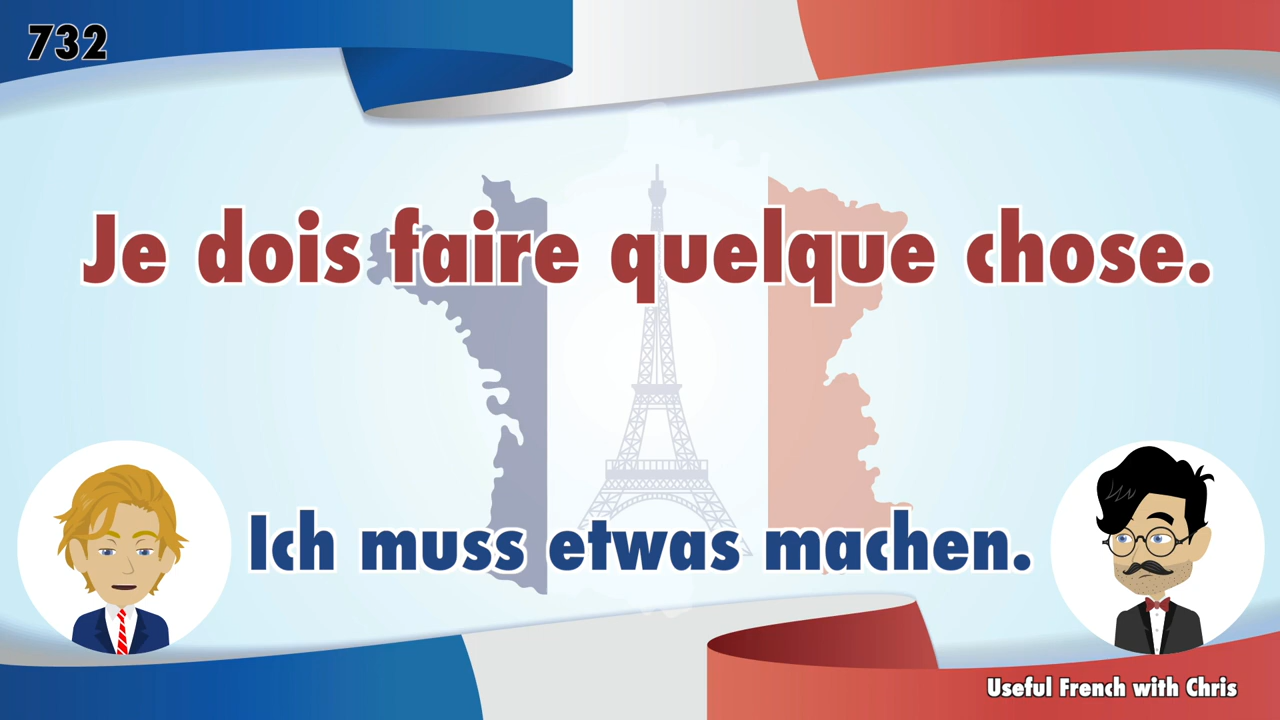 732
Je dois faire quelque chose.
Ich muss etwas machen.
Useful French with Chris